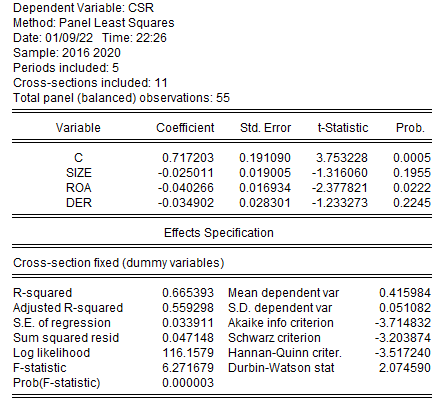 Dependent Variable: CSR
Method: Panel Least Squares
Date: 01/09/22 Time: 22:26
Sample: 2016 2020
Periods included: 5
Cross-sections included: 11
Total panel (balanced) observations: 55
Variable Coefficient Std. Error t-Statistic Prob.
C 0.717203 0.191090 3.753228 0.0005
SIZE -0.025011 0.019005 -1.316060 0.1955
ROA -0.040266 0.016934 -2.377821 0.0222
DER -0.034902 0.028301 -1.233273 0.2245
Effects Specification
Cross-section fixed (dummy variables)
R-squared 0.665393 Mean dependent var 0.415984
Adjusted R-squared 0.559298 S.D. dependent var 0.051082
S.E. of regression 0.033911 Akaike info criterion -3.714832
Sum squared resid 0.047148 Schwarz criterion -3.203874
Log likelihood 116.1579 Hannan-Quinn criter. -3.517240
F-statistic 6.271679 Durbin-Watson stat 2.074590
Prob(F-statistic) 0.000003